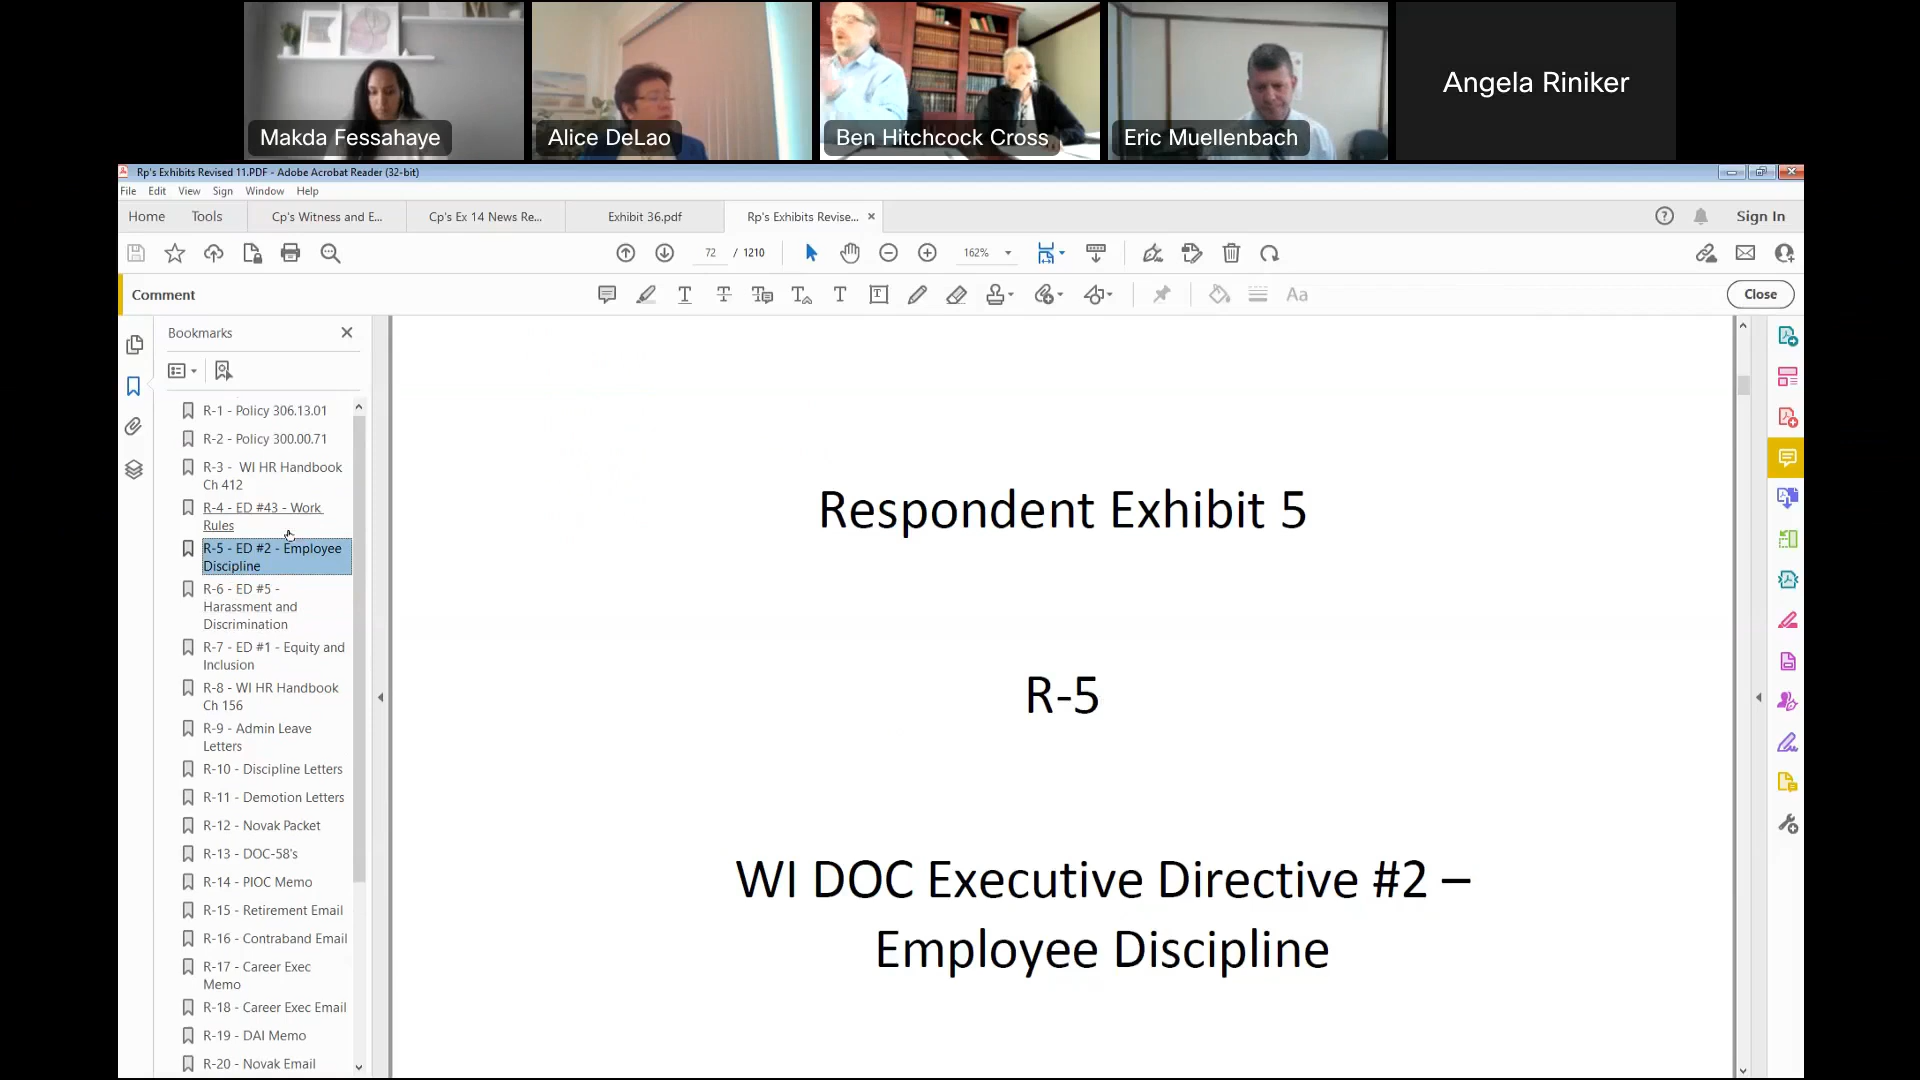 Makda Fessahaye
Alice DeLao
Ben Hitchcock Cross
Eric Muellenbach
Angela Riniker
Rp's Exhibits Revised 11.PDF - Adobe Acrobat Reader (32-bit)
File Edit View Sign Window Help
Home Tools Cp's Witness and E... Cp's Ex 14 News Re... Exhibit 36.pdf Rp's Exhibits Revise... Sign In
72 / 1210 162%
Comment Aa Close
Bookmarks
R-1 - Policy 306.13.01
R-2 - Policy 300.00.71
R-3 - WI HR Handbook
Ch 412
R-4 - ED #43 - Work
Rules
R-5 - ED #2 - Employee
Discipline
R-6 - ED #5 -
Harassment and
Discrimination
R-7 - ED #1 - Equity and
Inclusion
R-8 - WI HR Handbook
Ch 156
R-9 - Admin Leave
Letters
R-10 - Discipline Letters
R-11 - Demotion Letters
R-12 - Novak Packet
R-13 - DOC-58's
R-14 - PIOC Memo
R-15 - Retirement Email
R-16 - Contraband Email
R-17 - Career Exec
Memo
R-18 - Career Exec Email
R-19 - DAI Memo
R-20 - Novak Email
Respondent Exhibit 5
R-5
WI DOC Executive Directive #2 –
Employee Discipline